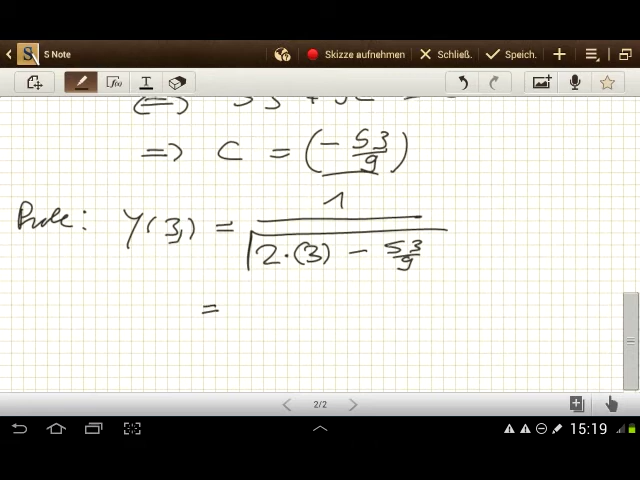 S Note
Skizze aufnehmen
Schließ.
Speich.
=> C = (- 53/9)
Probe: y(3) = 1/√(2·(3) - 53/9)
=
2/2
15:19